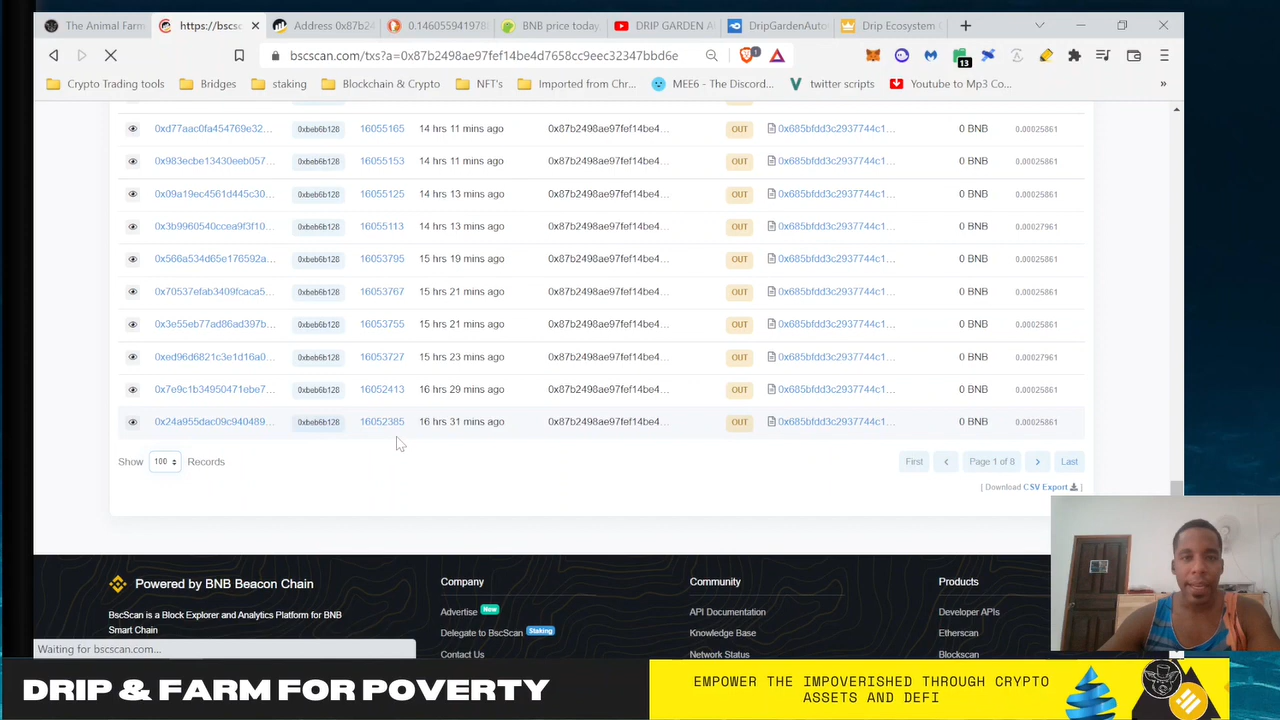 The Animal Farm
https://bscsc
Address 0x87b2
0.146055941978
BNB price today
DRIP GARDEN A
DripGardenAuto
Drip Ecosystem
bscscan.com/txs?a=0x87b2498ae97fef14be4d7658cc9eec32347bbd6e
1
13
Crypto Trading tools
Bridges
staking
Blockchain & Crypto
NFT's
Imported from Chr...
MEE6 - The Discord...
twitter scripts
Youtube to Mp3 Co...
»
0xd77aac0fa454769e32... 0xbeb6b128 16055165 14 hrs 11 mins ago 0x87b2498ae97fef14be4... OUT 0x685bfdd3c2937744c1... 0 BNB 0.00025861
0x983ecbe13430eeb057... 0xbeb6b128 16055153 14 hrs 11 mins ago 0x87b2498ae97fef14be4... OUT 0x685bfdd3c2937744c1... 0 BNB 0.00025861
0x09a19ec4561d445c30... 0xbeb6b128 16055125 14 hrs 13 mins ago 0x87b2498ae97fef14be4... OUT 0x685bfdd3c2937744c1... 0 BNB 0.00025861
0x3b9960540ccea9f3f10... 0xbeb6b128 16055113 14 hrs 13 mins ago 0x87b2498ae97fef14be4... OUT 0x685bfdd3c2937744c1... 0 BNB 0.00027961
0x566a534d65e176592a... 0xbeb6b128 16053795 15 hrs 19 mins ago 0x87b2498ae97fef14be4... OUT 0x685bfdd3c2937744c1... 0 BNB 0.00025861
0x70537efab3409fcaca5... 0xbeb6b128 16053767 15 hrs 21 mins ago 0x87b2498ae97fef14be4... OUT 0x685bfdd3c2937744c1... 0 BNB 0.00025861
0x3e55eb77ad86ad397b... 0xbeb6b128 16053755 15 hrs 21 mins ago 0x87b2498ae97fef14be4... OUT 0x685bfdd3c2937744c1... 0 BNB 0.00025861
0xed96d6821c3e1d16a0... 0xbeb6b128 16053727 15 hrs 23 mins ago 0x87b2498ae97fef14be4... OUT 0x685bfdd3c2937744c1... 0 BNB 0.00027961
0x7e9c1b34950471ebe7... 0xbeb6b128 16052413 16 hrs 29 mins ago 0x87b2498ae97fef14be4... OUT 0x685bfdd3c2937744c1... 0 BNB 0.00025861
0x24a955dac09c940489... 0xbeb6b128 16052385 16 hrs 31 mins ago 0x87b2498ae97fef14be4... OUT 0x685bfdd3c2937744c1... 0 BNB 0.00025861
Show 100 Records
First
Page 1 of 8
Last
[ Download CSV Export ]
Powered by BNB Beacon Chain
BscScan is a Block Explorer and Analytics Platform for BNB
Smart Chain
Company
Advertise New
Delegate to BscScan Staking
Contact Us
Community
API Documentation
Knowledge Base
Network Status
Products
Developer APIs
Etherscan
Blockscan
Waiting for bscscan.com...
DRIP & FARM FOR POVERTY
EMPOWER THE IMPOVERISHED THROUGH CRYPTO
ASSETS AND DEFI